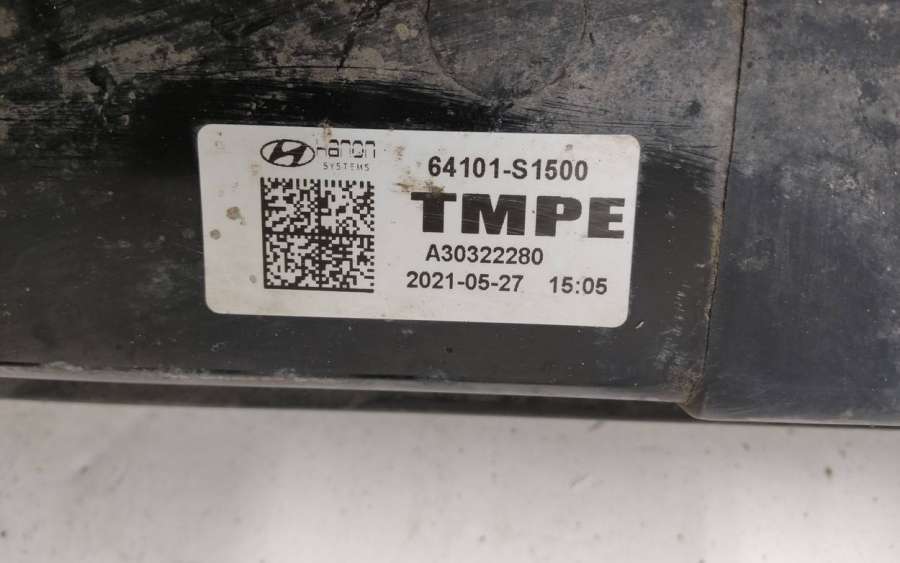 Hanon
SYSTEMS
64101-S1500
TMPE
A30322280
2021-05-27 15:05